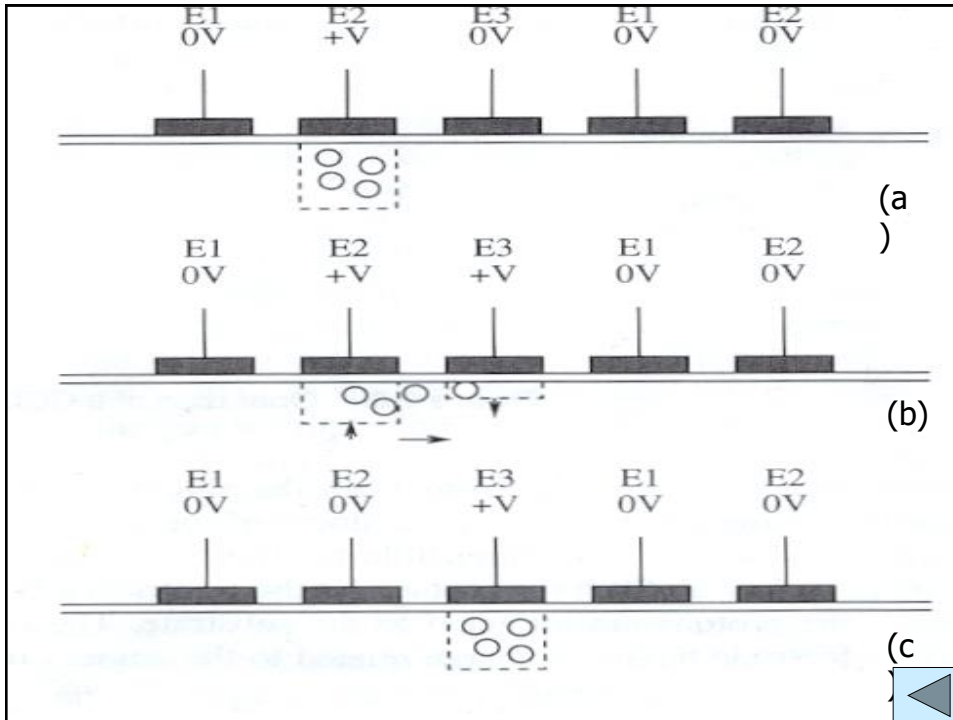 E1 E2 E3 E1 E2
0V +V 0V 0V 0V
(a
)
E1 E2 E3 E1 E2
0V +V +V 0V 0V
(b)
E1 E2 E3 E1 E2
0V 0V +V 0V 0V
(c
)